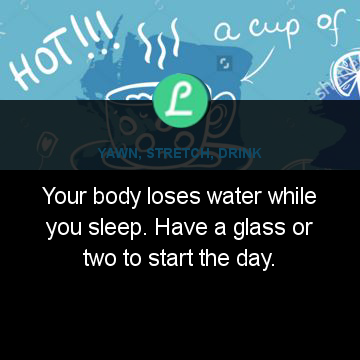 HOT!!!
a cup of
L
YAWN, STRETCH, DRINK
Your body loses water while
you sleep. Have a glass or
two to start the day.